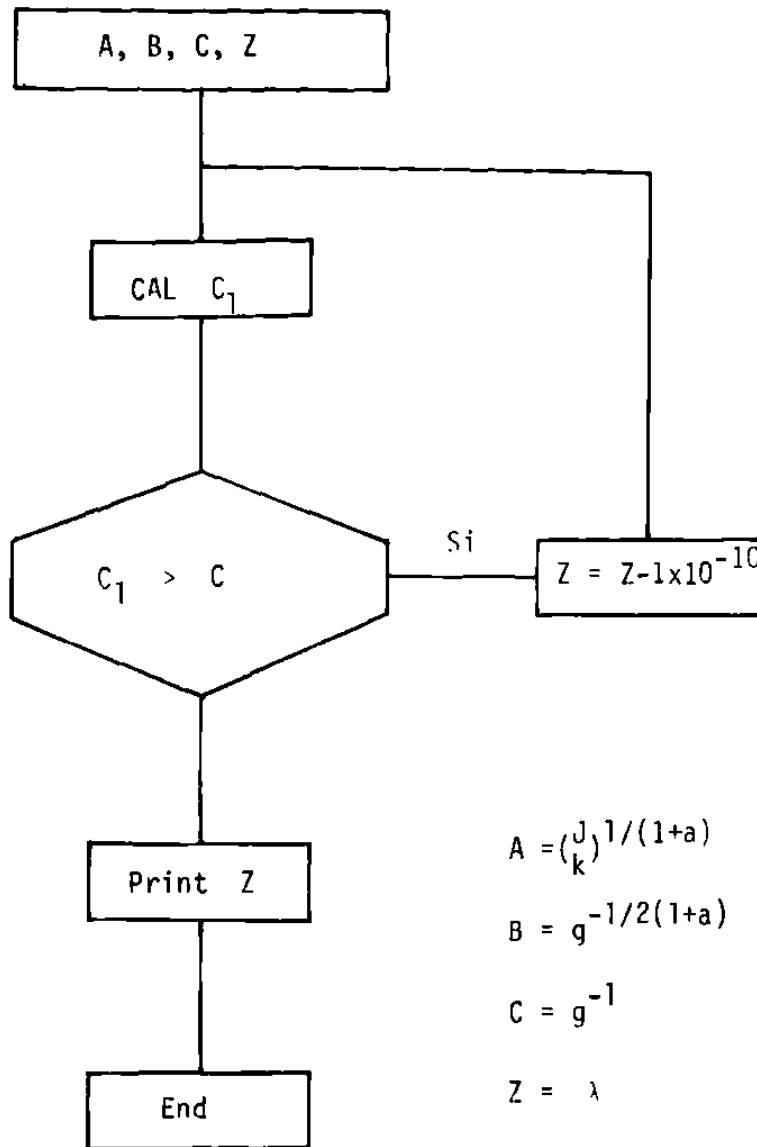 A, B, C, Z
CAL C₁
C₁ > C
Si
Z = Z-1x10⁻¹⁰
Print Z
End
A = (J/k)^1/(1+a)
B = g^-1/2(1+a)
C = g⁻¹
Z = λ